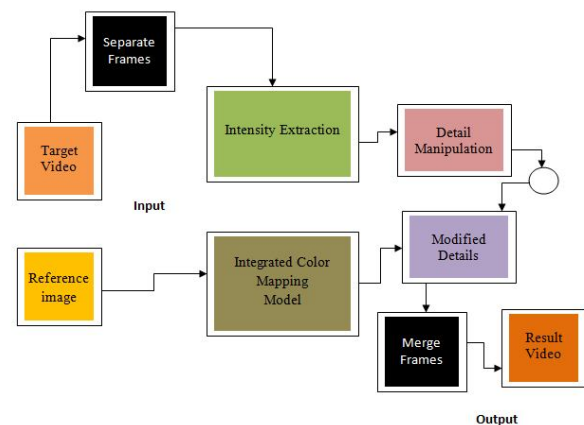 Separate
Frames
Intensity Extraction
Detail
Manipulation
Target
Video
Input
Modified
Details
Reference
image
Integrated Color
Mapping
Model
Merge
Frames
Result
Video
Output